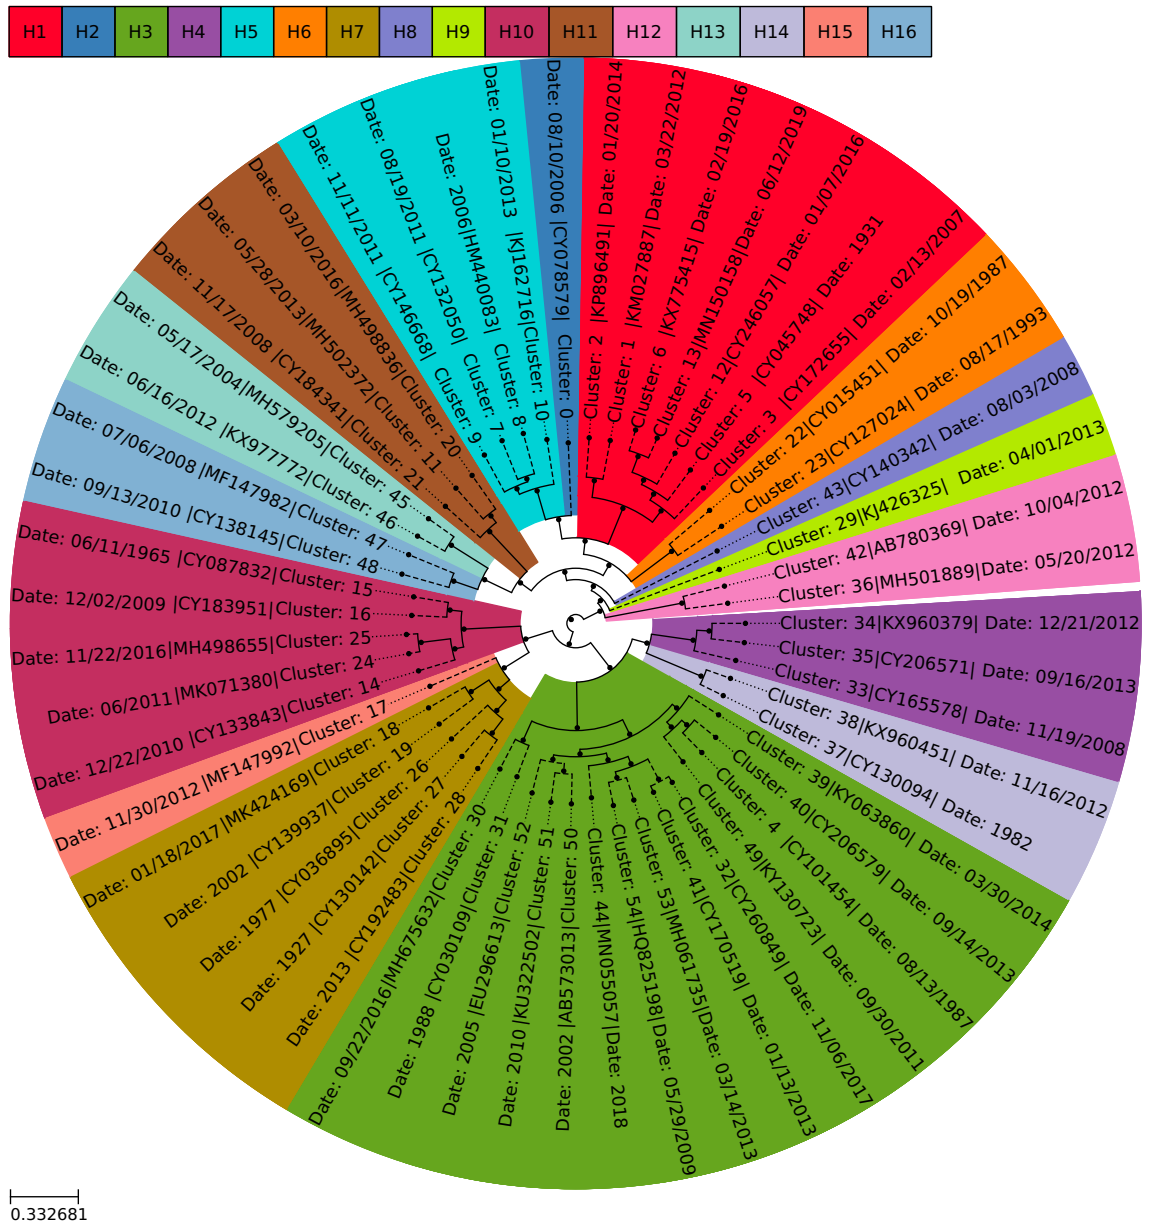 H1 H2 H3 H4 H5 H6 H7 H8 H9 H10 H11 H12 H13 H14 H15 H16
Cluster: 2 |KP896491| Date: 01/20/2014
Cluster: 1 |KM027887| Date: 03/22/2012
Cluster: 6 |KX775415| Date: 02/19/2016
Cluster: 13|MN150158|Date: 06/12/2019
Cluster: 12|CY246057| Date: 01/07/2016
Cluster: 5 |CY045748| Date: 1931
Cluster: 3 |CY172655| Date: 02/13/2007
Cluster: 22|CY015451| Date: 10/19/1987
Cluster: 23|CY127024| Date: 08/17/1993
Cluster: 43|CY140342| Date: 08/03/2008
Cluster: 29|KJ426325| Date: 04/01/2013
Cluster: 42|AB780369| Date: 10/04/2012
Cluster: 36|MH501889|Date: 05/20/2012
Cluster: 34|KX960379| Date: 12/21/2012
Cluster: 35|CY206571| Date: 09/16/2013
Cluster: 33|CY165578| Date: 11/19/2008
Cluster: 38|KX960451| Date: 11/16/2012
Cluster: 37|CY130094| Date: 1982
Cluster: 39|KY063860| Date: 03/30/2014
Cluster: 40|CY206579| Date: 09/14/2013
Cluster: 4 |CY101454| Date: 08/13/1987
Cluster: 49|KY130723| Date: 09/30/2011
Cluster: 32|CY260849| Date: 11/06/2017
Cluster: 41|CY170519| Date: 01/13/2013
Cluster: 53|MH061735|Date: 03/14/2013
Cluster: 54|HQ825198|Date: 05/29/2009
Cluster: 44|MN055057|Date: 2018
Date: 2002 |AB573013|Cluster: 50
Date: 2010 |KU322502|Cluster: 51
Date: 2005 |EU296613|Cluster: 52
Date: 1988 |CY030109|Cluster: 31
Date: 09/22/2016|MH675632|Cluster: 30
Date: 2013 |CY192483|Cluster: 28
Date: 1927 |CY130142|Cluster: 27
Date: 1977 |CY036895|Cluster: 26
Date: 2002 |CY139937|Cluster: 19
Date: 01/18/2017|MK424169|Cluster: 18
Date: 11/30/2012 |MF147992|Cluster: 17
Date: 12/22/2010 |CY133843|Cluster: 14
Date: 06/2011|MK071380|Cluster: 24
Date: 11/22/2016|MH498655|Cluster: 25
Date: 12/02/2009 |CY183951|Cluster: 16
Date: 06/11/1965 |CY087832|Cluster: 15
Date: 09/13/2010 |CY138145|Cluster: 48
Date: 07/06/2008 |MF147982|Cluster: 47
Date: 06/16/2012 |KX977772|Cluster: 46
Date: 05/17/2004|MH579205|Cluster: 45
Date: 11/17/2008 |CY184341|Cluster: 21
Date: 05/28/2013|MH502372|Cluster: 11
Date: 03/10/2016|MH498836|Cluster: 20
Date: 11/11/2011 |CY146668| Cluster: 9
Date: 08/19/2011 |CY132050| Cluster: 7
Date: 2006|HM440083| Cluster: 8
Date: 01/10/2013 |KJ162716|Cluster: 10
Date: 08/10/2006 |CY078579| Cluster: 0
0.332681